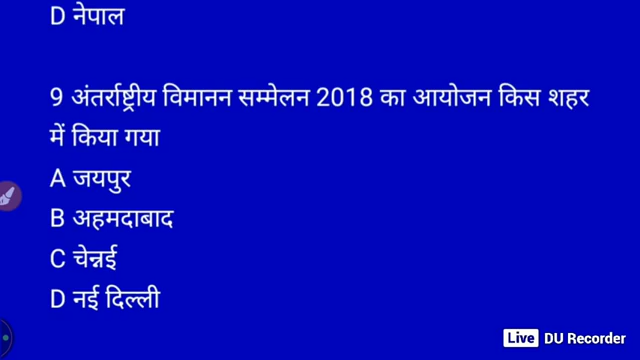 D नेपाल
9 अंतर्राष्ट्रीय विमानन सम्मेलन 2018 का आयोजन किस शहर
में किया गया
A जयपुर
B अहमदाबाद
C चेन्नई
D नई दिल्ली
Live DU Recorder